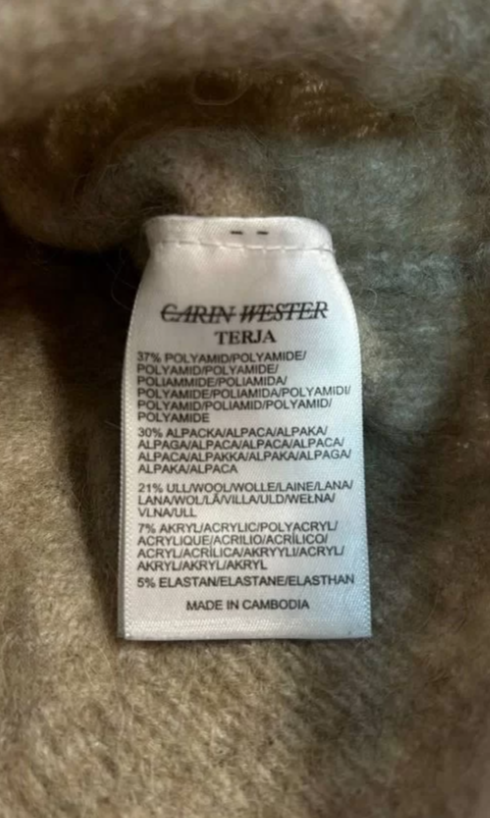 CARIN WESTER
TERJA
37% POLYAMID/POLYAMIDE/
POLYAMID/POLYAMIDE/
POLIAMMIDE/POLIAMIDA/
POLYAMIDE/POLIAMIDA/POLYAMIDI/
POLYAMID/POLIAMID/POLYAMID/
POLYAMIDE
30% ALPACKA/ALPACA/ALPAKA/
ALPAGA/ALPACA/ALPACA/ALPACA/
ALPACA/ALPAKKA/ALPAKA/ALPAGA/
ALPAKA/ALPACA
21% ULL/WOOL/WOLLE/LAINE/LANA/
LANA/WOL/LÃ/VILLA/ULD/WEŁNA/
VLNA/ULL
7% AKRYL/ACRYLIC/POLYACRYL/
ACRYLIQUE/ACRILIO/ACRÍLICO/
ACRYL/ACRÍLICA/AKRYYLI/ACRYL/
AKRYL/AKRYL/AKRYL
5% ELASTAN/ELASTANE/ELASTHAN
MADE IN CAMBODIA